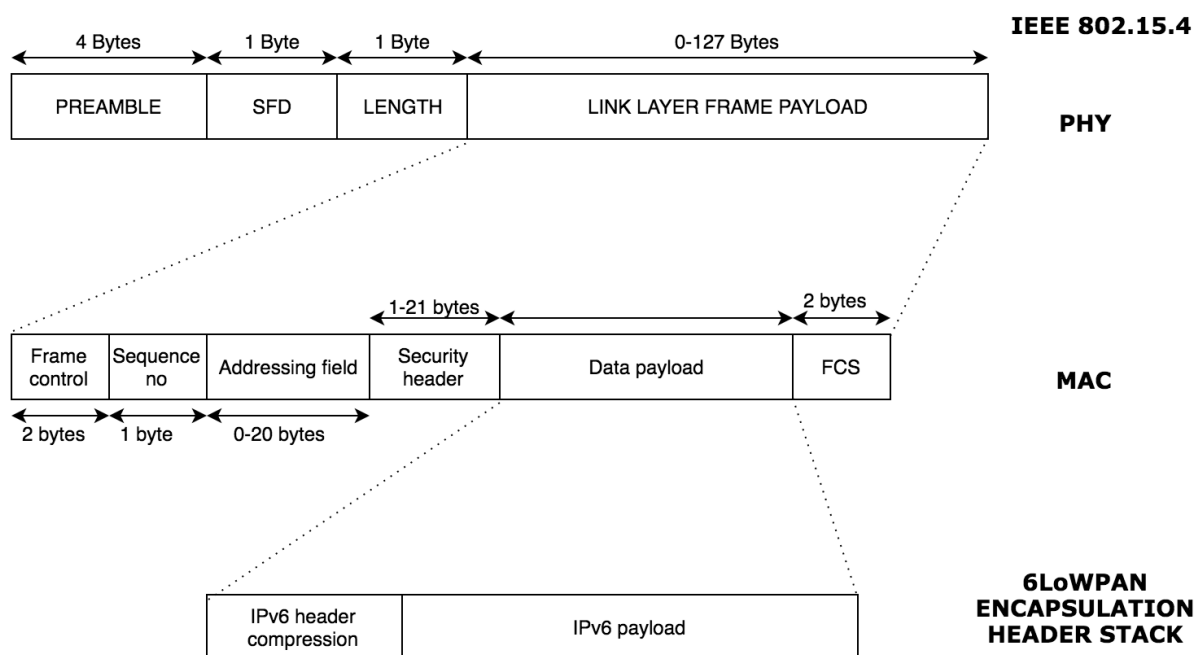 IEEE 802.15.4
4 Bytes
1 Byte
1 Byte
0-127 Bytes
PREAMBLE
SFD
LENGTH
LINK LAYER FRAME PAYLOAD
PHY
1-21 bytes
2 bytes
Frame
control
Sequence
no
Addressing field
Security
header
Data payload
FCS
MAC
2 bytes
1 byte
0-20 bytes
IPv6 header
compression
IPv6 payload
6LoWPAN
ENCAPSULATION
HEADER STACK